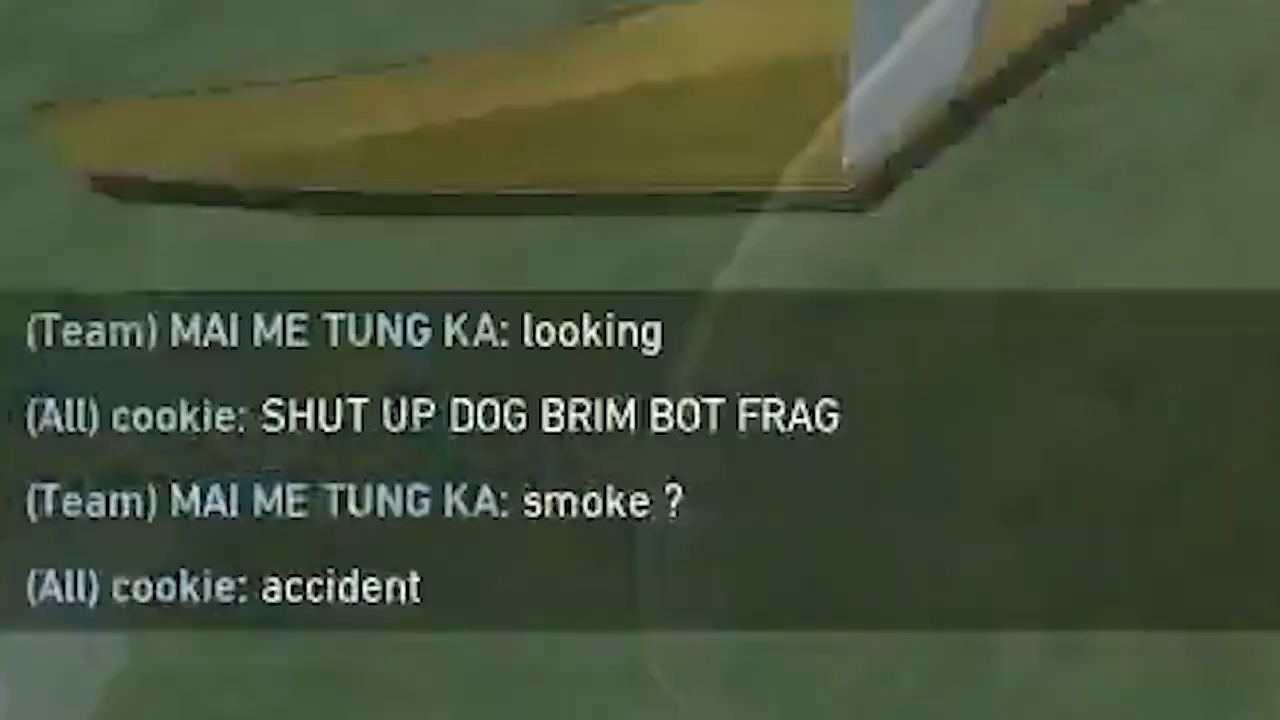 (Team) MAI ME TUNG KA: looking
(All) cookie: SHUT UP DOG BRIM BOT FRAG
(Team) MAI ME TUNG KA: smoke ?
(All) cookie: accident